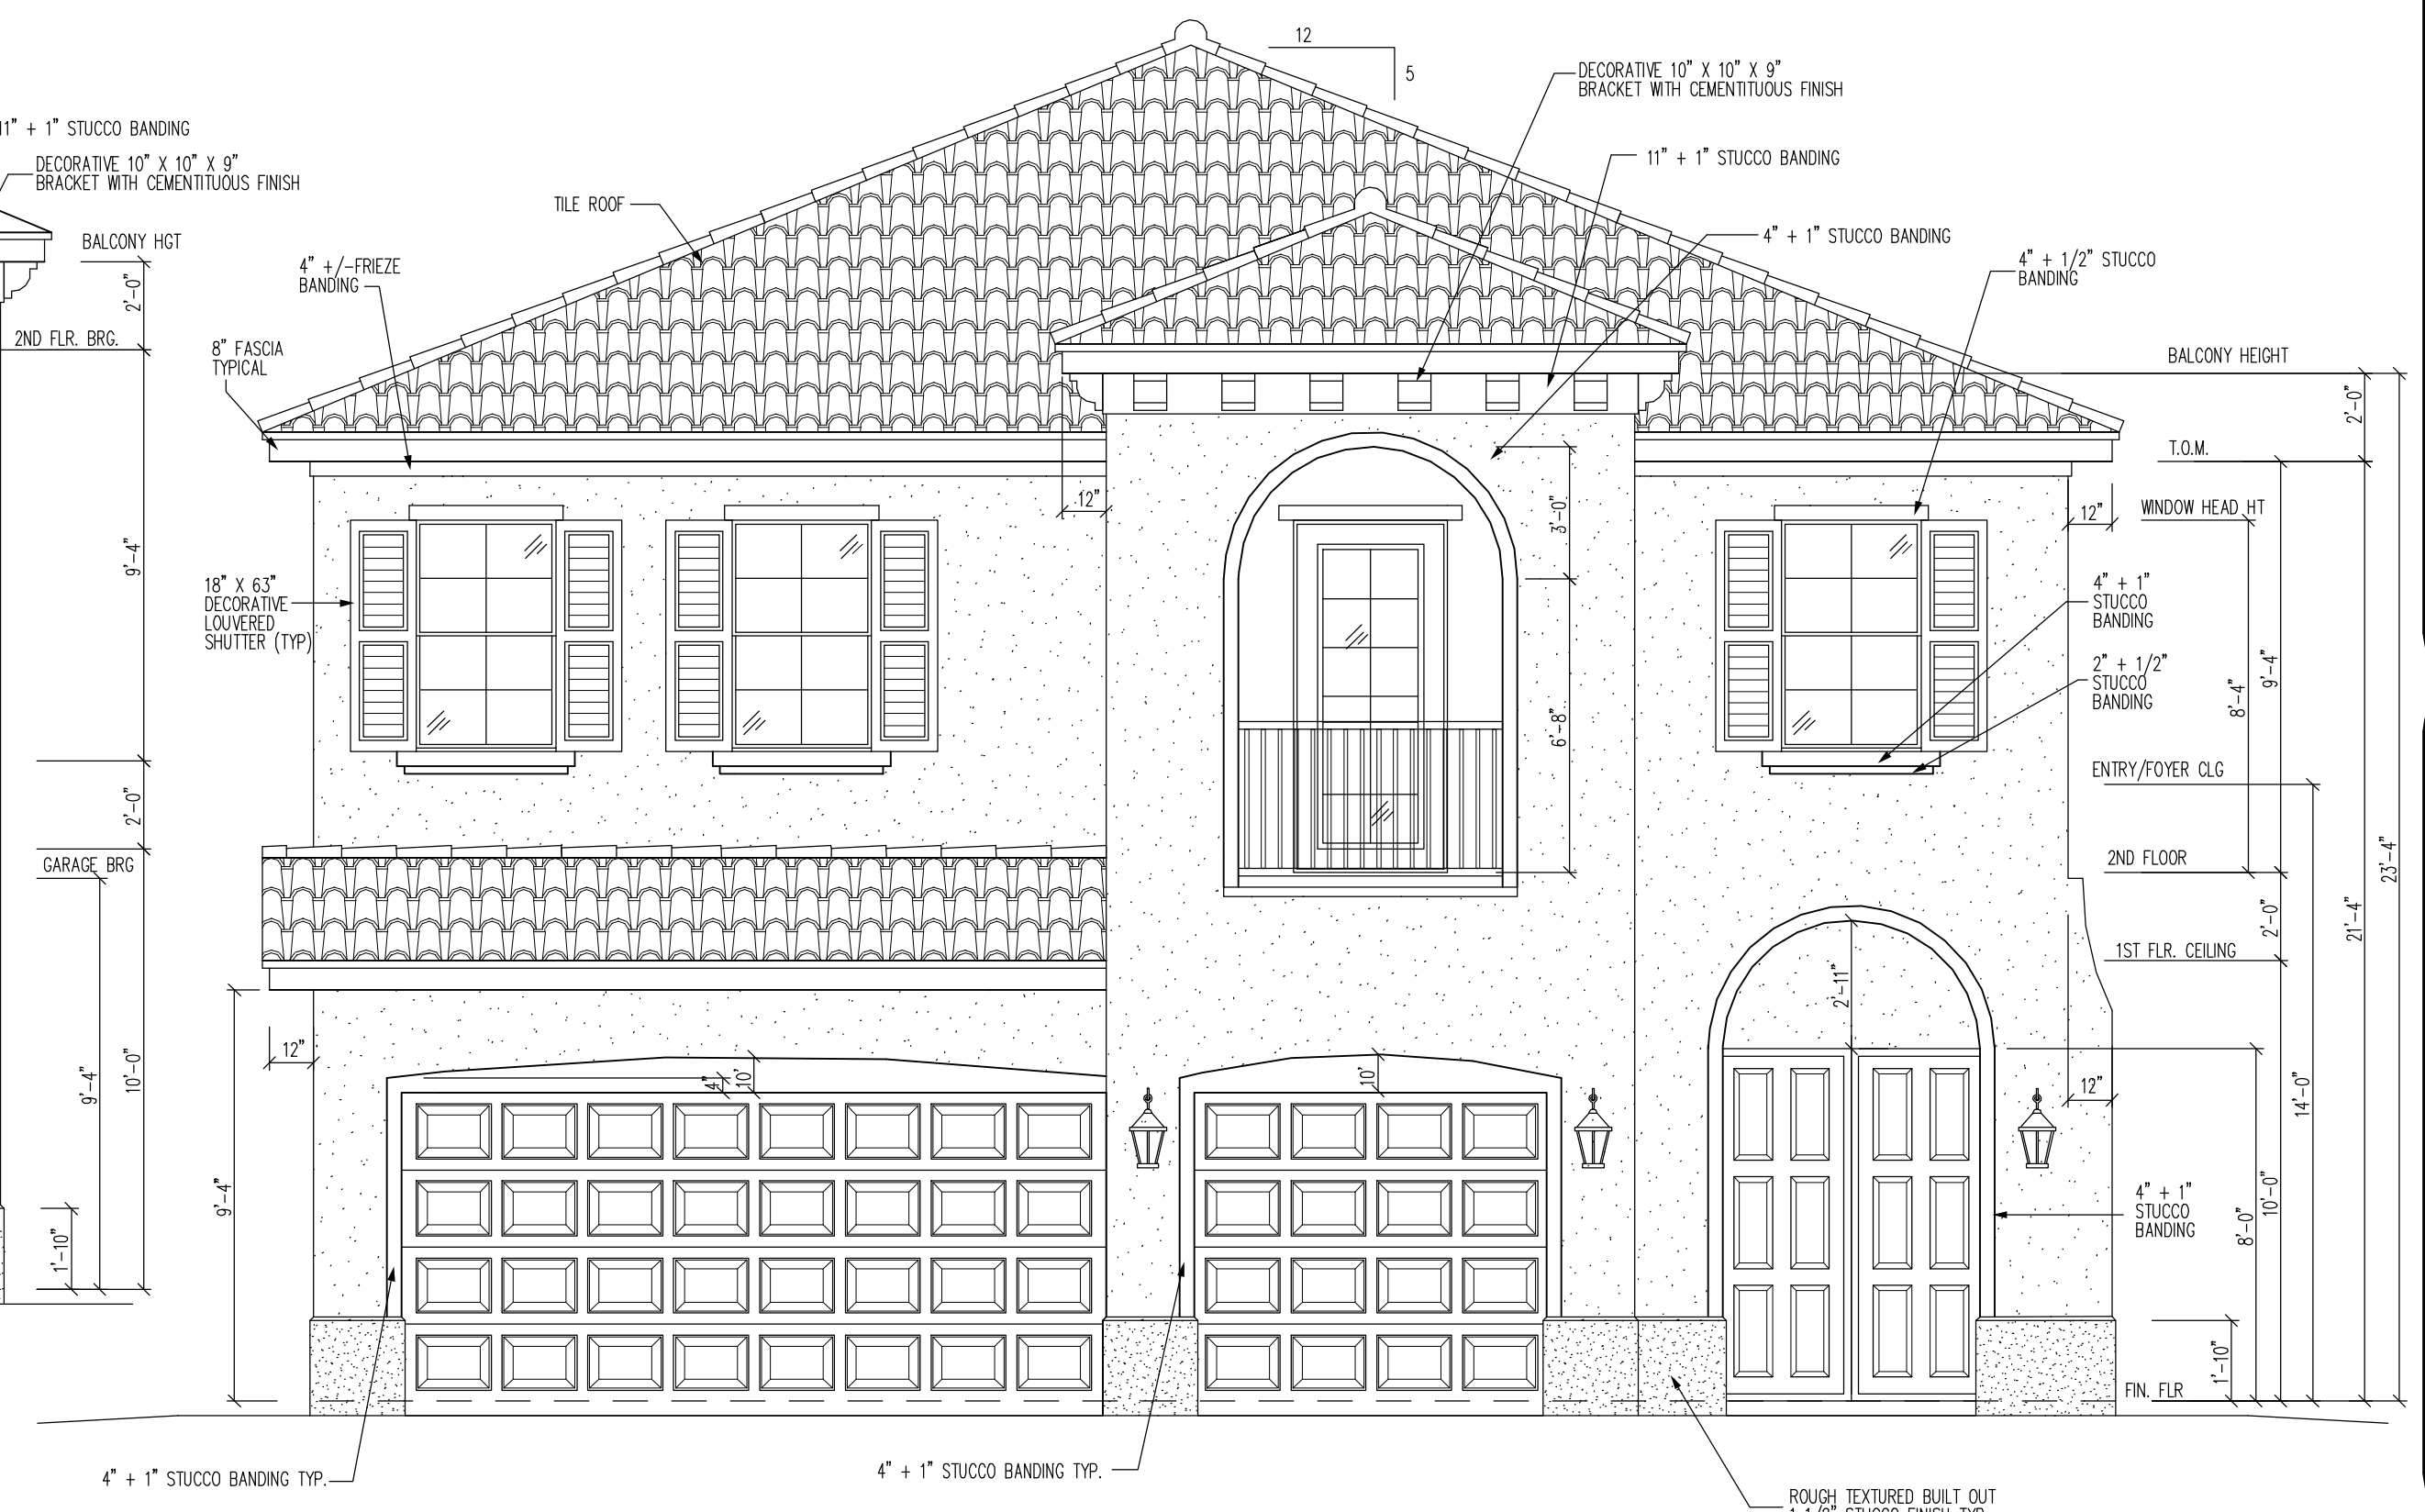 12
5
DECORATIVE 10" X 10" X 9"
BRACKET WITH CEMENTITUOUS FINISH
11" + 1" STUCCO BANDING
DECORATIVE 10" X 10" X 9"
BRACKET WITH CEMENTITUOUS FINISH
11" + 1" STUCCO BANDING
TILE ROOF
4" + 1" STUCCO BANDING
BALCONY HGT
4" +/-FRIEZE
BANDING
4" + 1/2" STUCCO
BANDING
2'-0"
2ND FLR. BRG.
8" FASCIA
TYPICAL
BALCONY HEIGHT
2'-0"
T.O.M.
12"
3'-0"
12"
WINDOW HEAD HT
9'-4"
18" X 63"
DECORATIVE
LOUVERED
SHUTTER (TYP)
4" + 1"
STUCCO
BANDING
2" + 1/2"
STUCCO
BANDING
9'-4"
8'-4"
6'-8"
ENTRY/FOYER CLG
2'-0"
GARAGE BRG
2ND FLOOR
23'-4"
21'-4"
2'-0"
1ST FLR. CEILING
2'-11"
12"
4"
10'
10'
12"
9'-4"
10'-0"
14'-0"
9'-4"
4" + 1"
STUCCO
BANDING
10'-0"
8'-0"
1'-10"
1'-10"
FIN. FLR
4" + 1" STUCCO BANDING TYP.
4" + 1" STUCCO BANDING TYP.
ROUGH TEXTURED BUILT OUT
1 1/2" STUCCO FINISH TYP